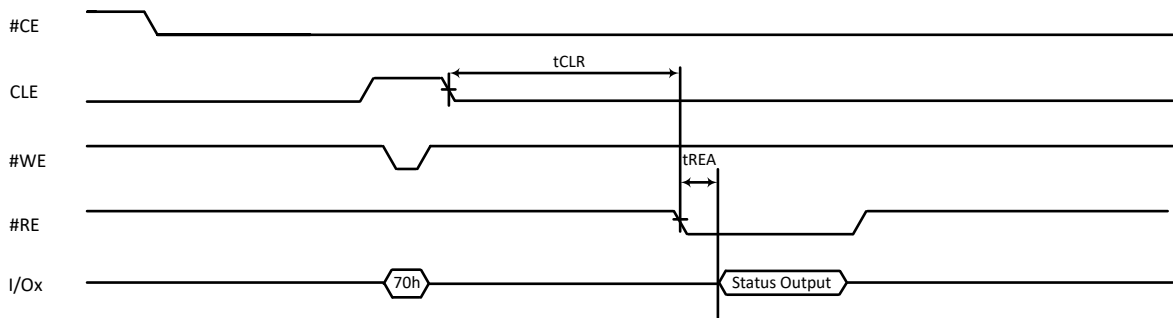 #CE
tCLR
CLE
#WE
tREA
#RE
I/Ox
70h
Status Output